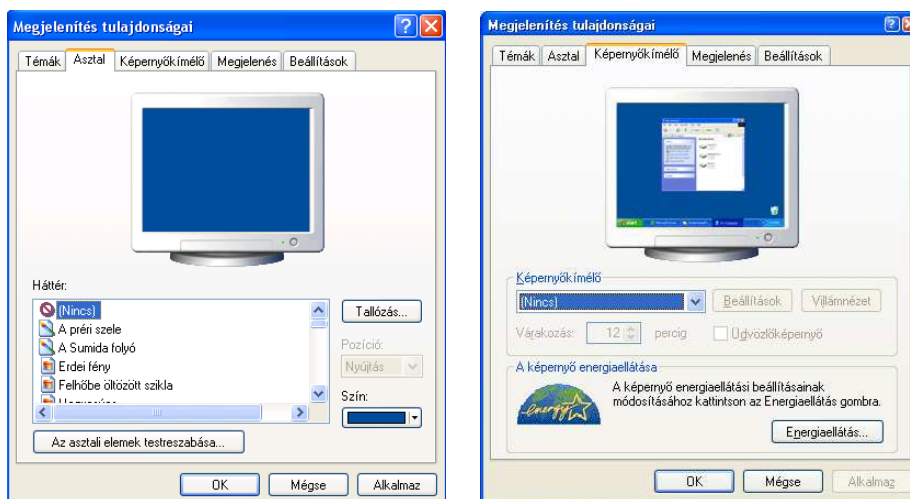 Megjelenítés tulajdonságai
Témák Asztal Képernyőkímélő Megjelenés Beállítások
Háttér:
(Nincs)
A préri szele
A Sumida folyó
Erdei fény
Felhőbe öltözött szikla
Tallózás...
Pozíció:
Nyújtás
Szín:
Az asztali elemek testreszabása...
OK Mégse Alkalmaz
Megjelenítés tulajdonságai
Témák Asztal Képernyőkímélő Megjelenés Beállítások
start
Képernyőkímélő
(Nincs) Beállítások Villámnézet
Várakozás: 12 percig Üdvözlőképernyő
A képernyő energiaellátása
energy
A képernyő energiaellátási beállításainak
módosításához kattintson az Energiaellátás gombra.
Energiaellátás...
OK Mégse Alkalmaz